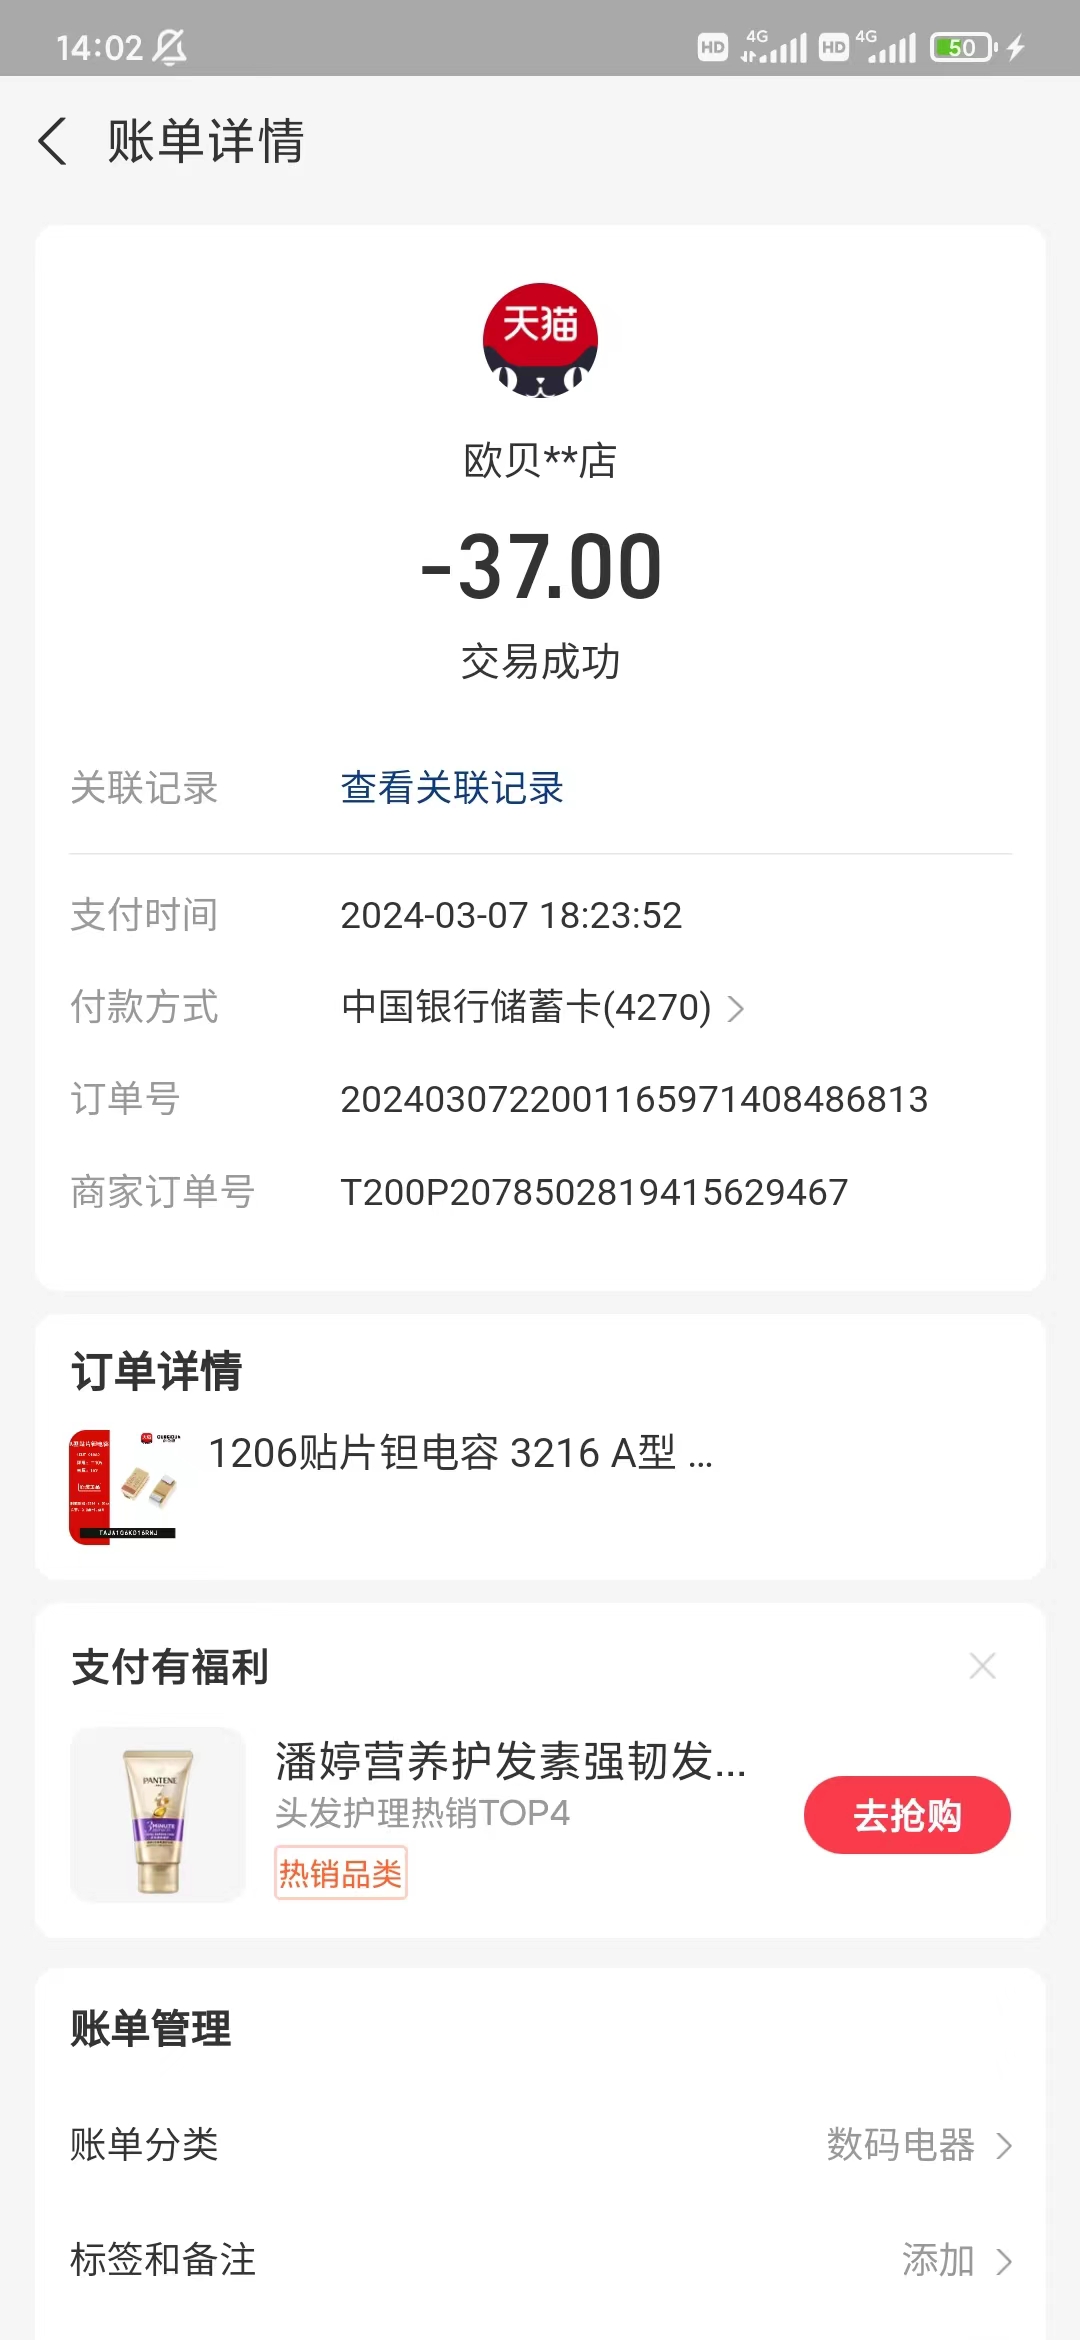 14:02
HD 4G HD 4G 50
账单详情
天猫
欧贝**店
-37.00
交易成功
关联记录 查看关联记录
支付时间 2024-03-07 18:23:52
付款方式 中国银行储蓄卡(4270)
订单号 2024030722001165971408486813
商家订单号 T200P2078502819415629467
订单详情
1206贴片钽电容 3216 A型 ...
TAJA106K016RNJ
支付有福利
潘婷营养护发素强韧发...
头发护理热销TOP4
热销品类
去抢购
PANTENE
3 MINUTE
账单管理
账单分类 数码电器
标签和备注 添加